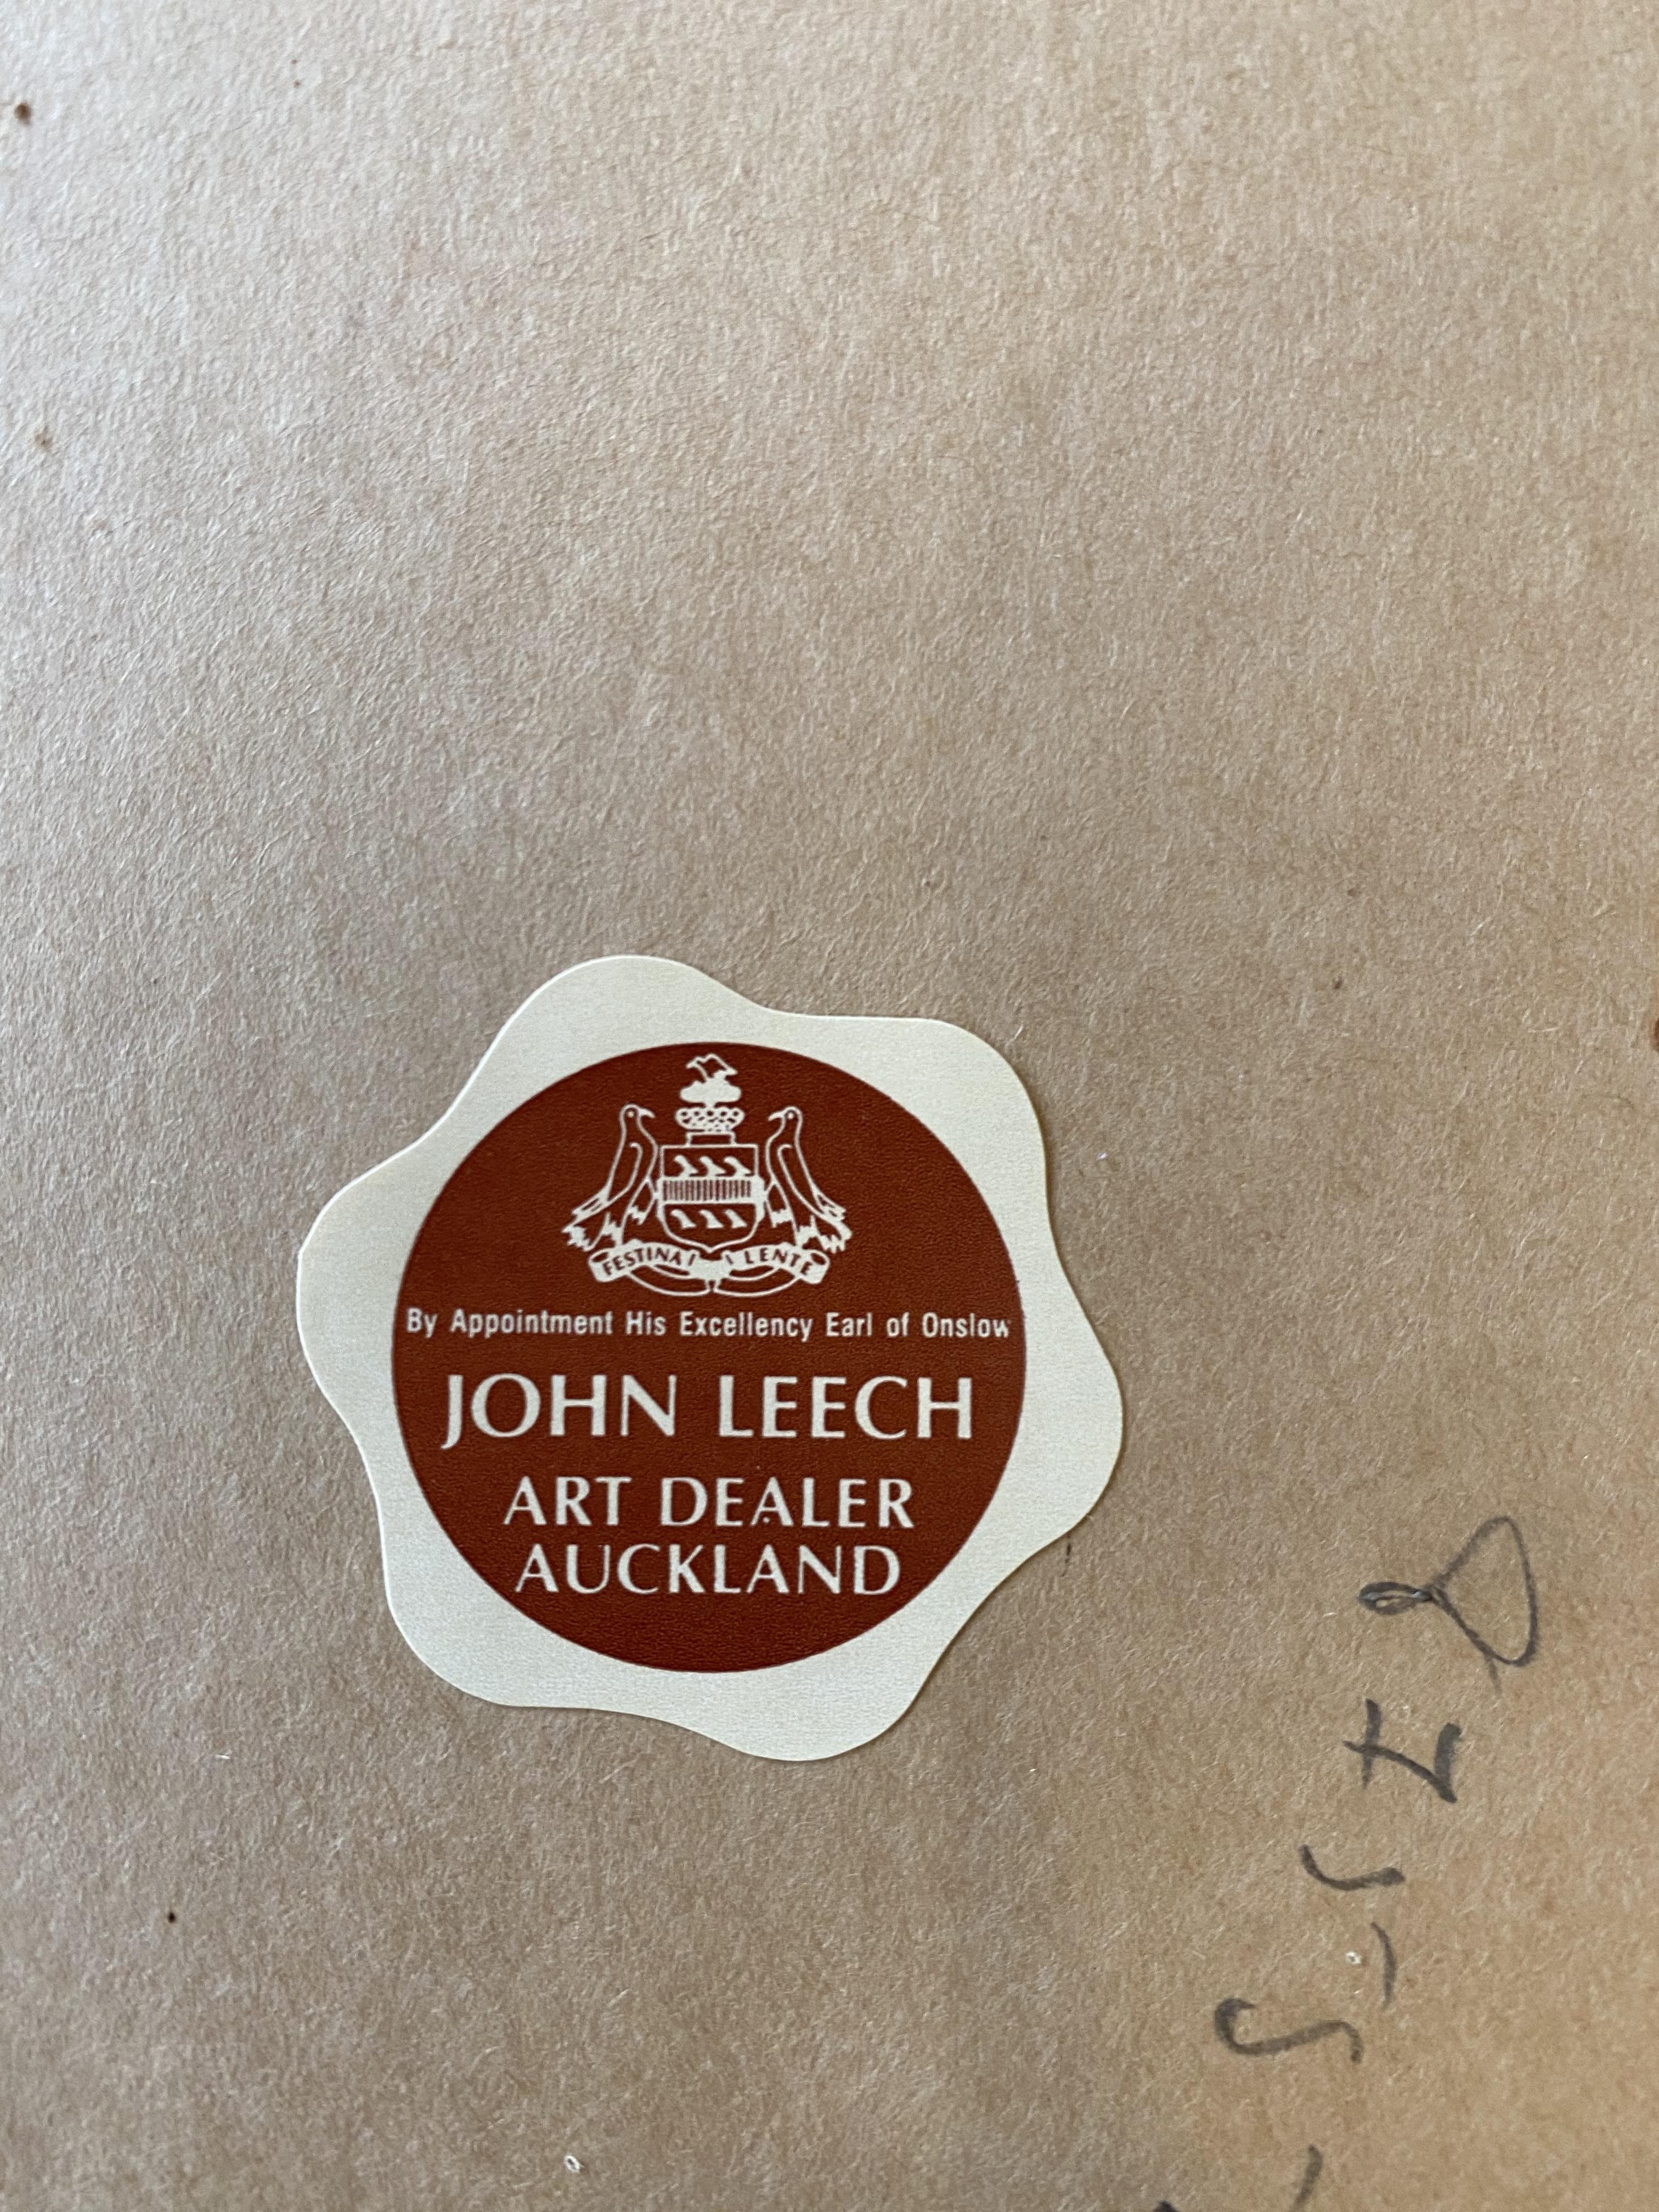 FESTINA LENTE
By Appointment His Excellency Earl of Onslow
JOHN LEECH
ART DEALER
AUCKLAND